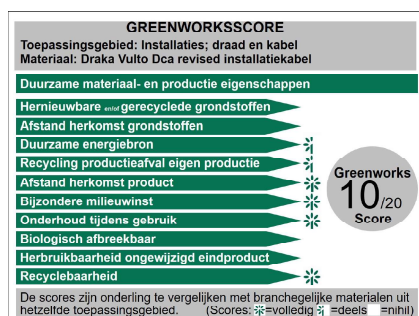 GREENWORKSSCORE
Toepassingsgebied: Installaties; draad en kabel
Materiaal: Draka Vulto Dca revised installatiekabel
Duurzame materiaal- en productie eigenschappen
Hernieuwbare en/of gerecyclede grondstoffen
Afstand herkomst grondstoffen
Duurzame energiebron
Recycling productieafval eigen productie
Afstand herkomst product
Bijzondere milieuwinst
Onderhoud tijdens gebruik
Biologisch afbreekbaar
Herbruikbaarheid ongewijzigd eindproduct
Recyclebaarheid
Greenworks
10/20
Score
De scores zijn onderling te vergelijken met branchegelijke materialen uit
hetzelfde toepassingsgebied. (Scores: =volledig =deels =nihil)